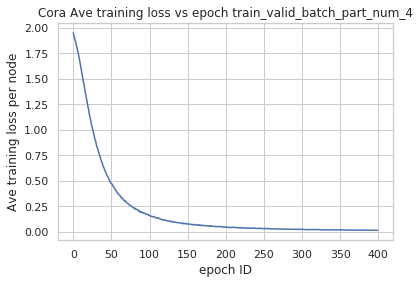 Cora Ave training loss vs epoch train_valid_batch_part_num_4
2.00
1.75
1.50
1.25
1.00
0.75
0.50
0.25
0.00
Ave training loss per node
0 50 100 150 200 250 300 350 400
epoch ID